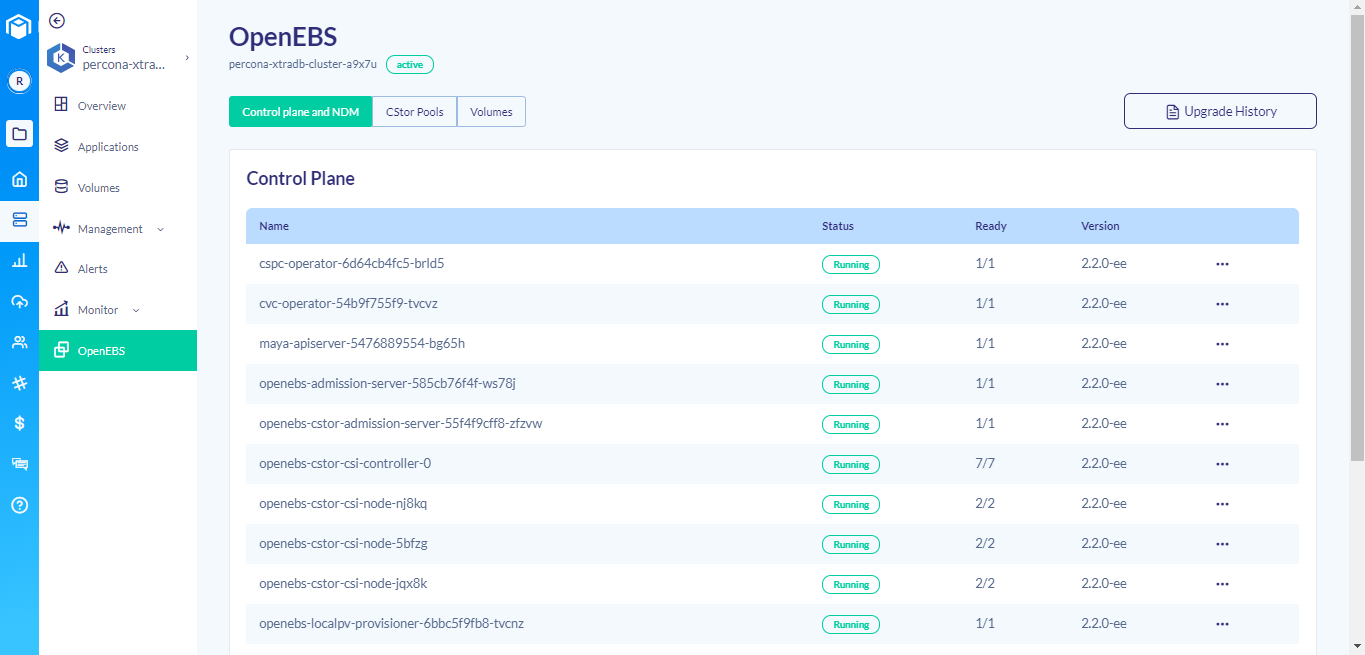 Clusters
percona-xtra...
R
Overview
Applications
Volumes
Management
Alerts
Monitor
OpenEBS
OpenEBS
percona-xtradb-cluster-a9x7u active
Control plane and NDM CStor Pools Volumes
Upgrade History
Control Plane
Name Status Ready Version
cspc-operator-6d64cb4fc5-brld5 Running 1/1 2.2.0-ee
cvc-operator-54b9f755f9-tvcvz Running 1/1 2.2.0-ee
maya-apiserver-5476889554-bg65h Running 1/1 2.2.0-ee
openebs-admission-server-585cb76f4f-ws78j Running 1/1 2.2.0-ee
openebs-cstor-admission-server-55f4f9cff8-zfzvw Running 1/1 2.2.0-ee
openebs-cstor-csi-controller-0 Running 7/7 2.2.0-ee
openebs-cstor-csi-node-nj8kq Running 2/2 2.2.0-ee
openebs-cstor-csi-node-5bfzg Running 2/2 2.2.0-ee
openebs-cstor-csi-node-jqx8k Running 2/2 2.2.0-ee
openebs-localpv-provisioner-6bbc5f9fb8-tvcnz Running 1/1 2.2.0-ee